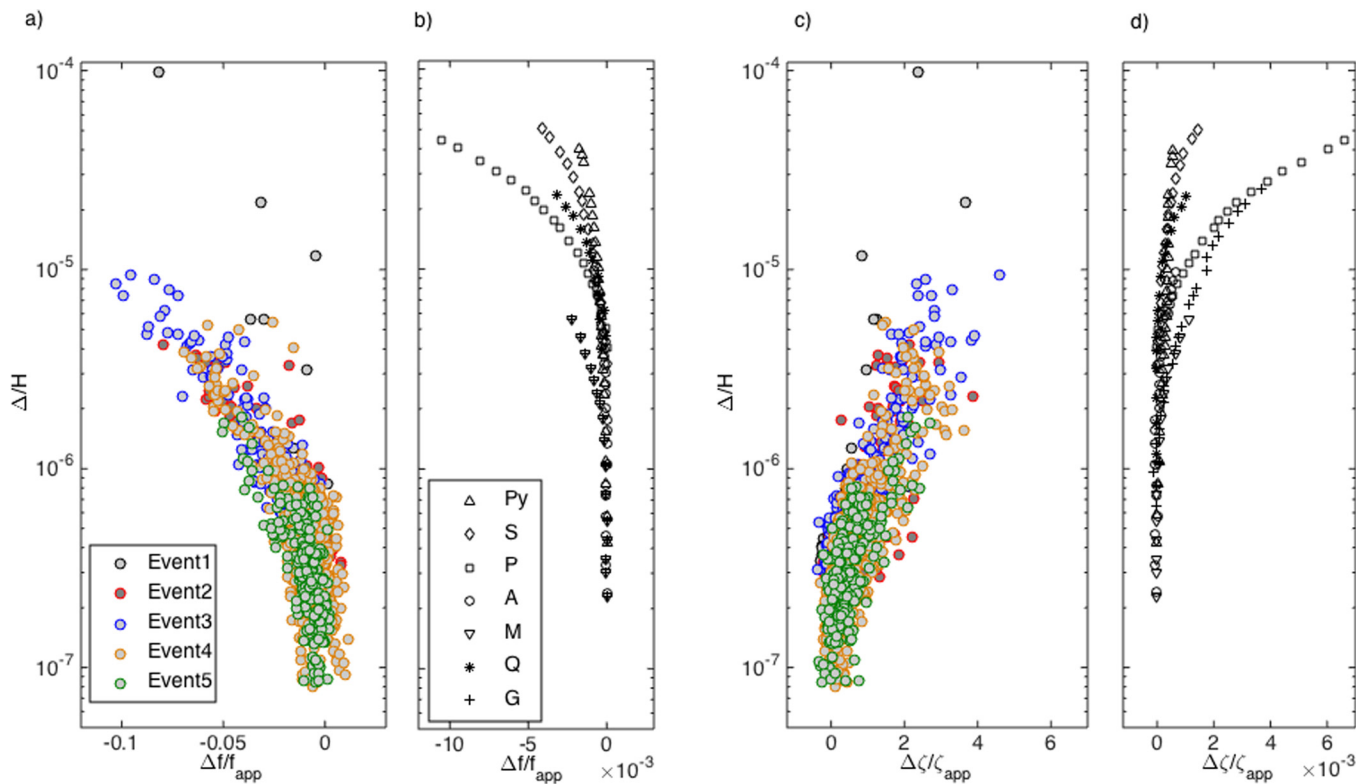 a)
b)
c)
d)
10^-4
10^-5
10^-6
10^-7
Δ/H
Event1
Event2
Event3
Event4
Event5
-0.1
-0.05
0
Δf/f_app
Py
S
P
A
M
Q
G
-10
-5
0
×10^-3
Δf/f_app
10^-4
10^-5
10^-6
10^-7
Δ/H
0
2
4
6
Δζ/ζ_app
0
2
4
6
×10^-3
Δζ/ζ_app